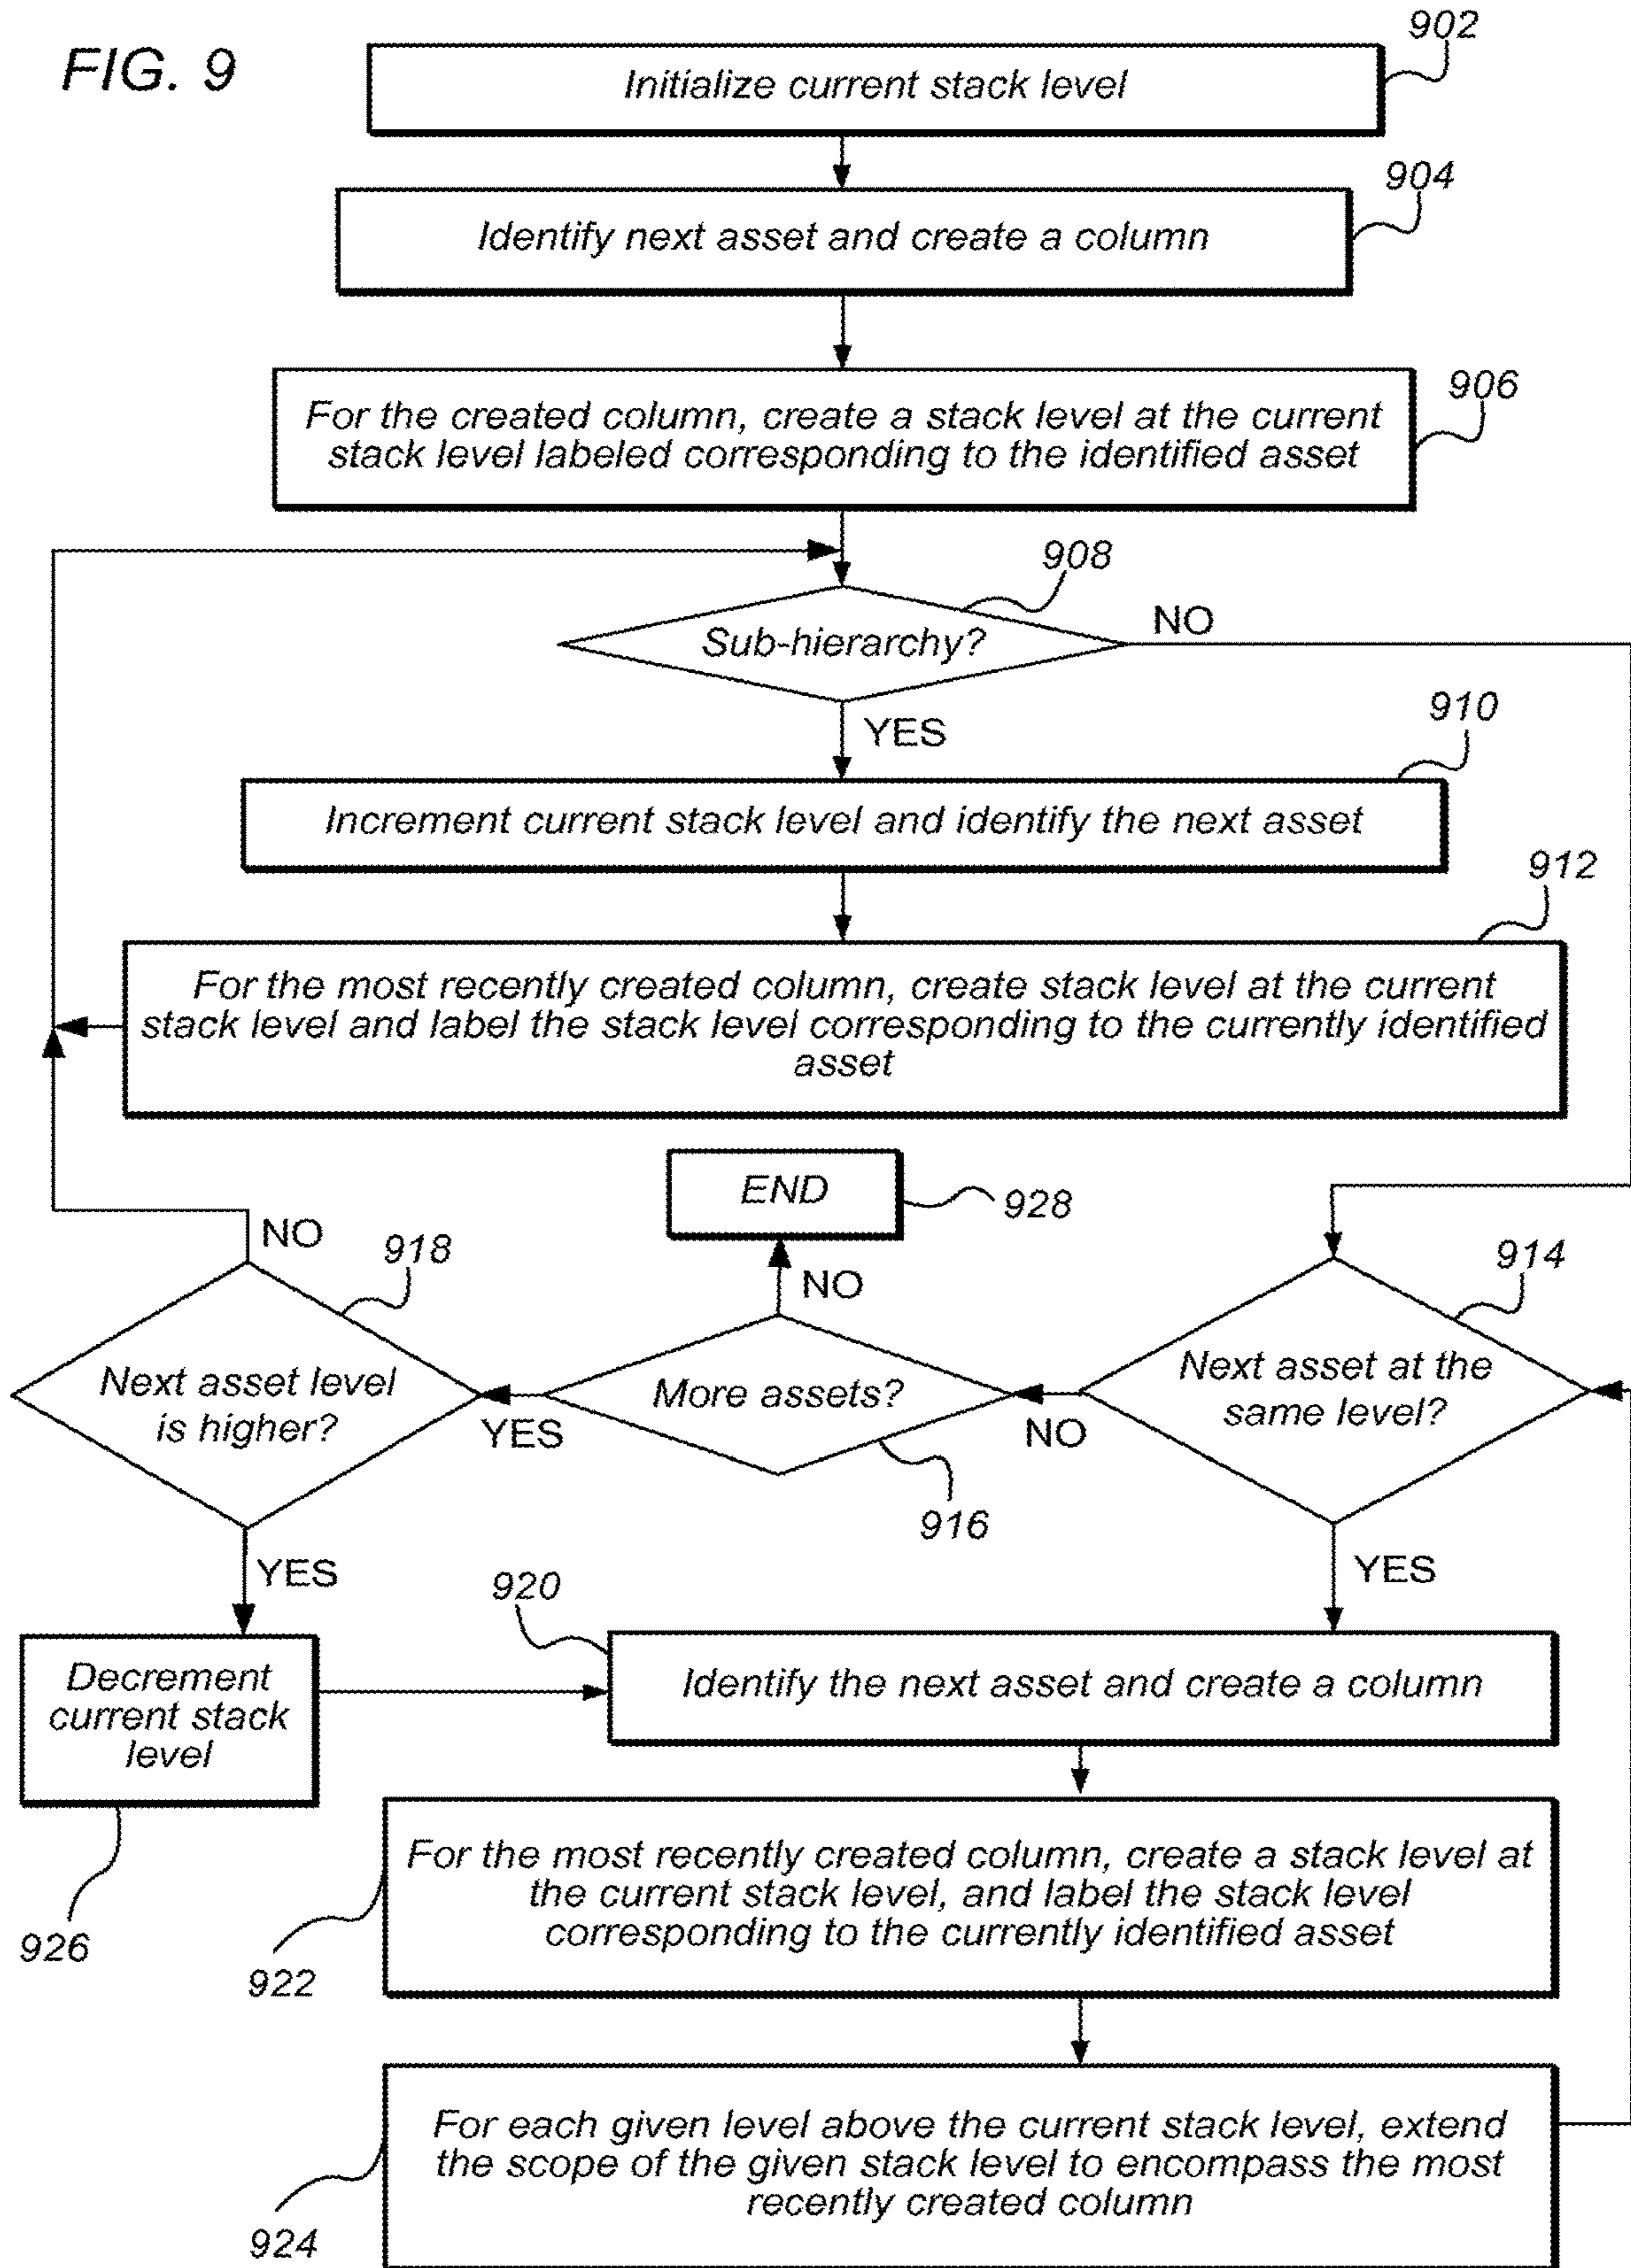 FIG. 9
902
Initialize current stack level
904
Identify next asset and create a column
906
For the created column, create a stack level at the current
stack level labeled corresponding to the identified asset
908
Sub-hierarchy?
NO
YES
910
Increment current stack level and identify the next asset
912
For the most recently created column, create stack level at the current
stack level and label the stack level corresponding to the currently identified
asset
END
928
NO
918
NO
914
Next asset level
is higher?
YES
More assets?
NO
Next asset at the
same level?
916
YES
920
YES
Decrement
current stack
level
Identify the next asset and create a column
926
For the most recently created column, create a stack level at
the current stack level, and label the stack level
corresponding to the currently identified asset
922
For each given level above the current stack level, extend
the scope of the given stack level to encompass the most
recently created column
924